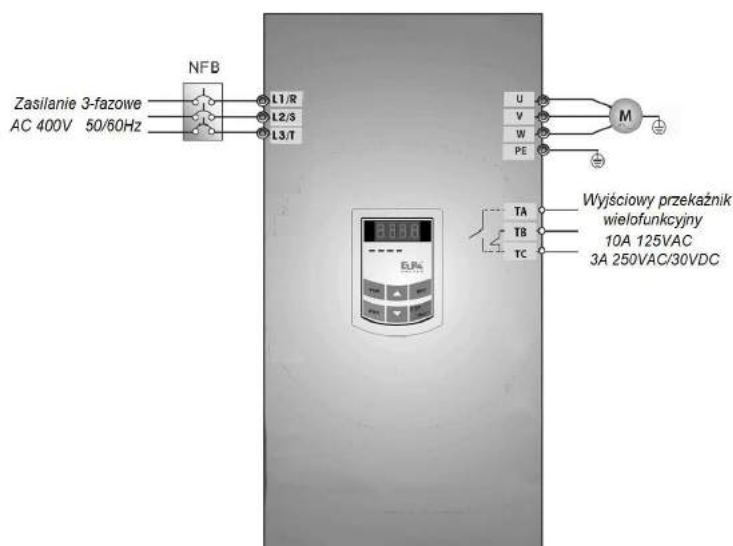 NFB
Zasilanie 3-fazowe
AC 400V 50/60Hz
L1/R
L2/S
L3/T
U
V
W
PE
M
TA
TB
TC
Wyjściowy przekaźnik
wielofunkcyjny
10A 125VAC
3A 250VAC/30VDC